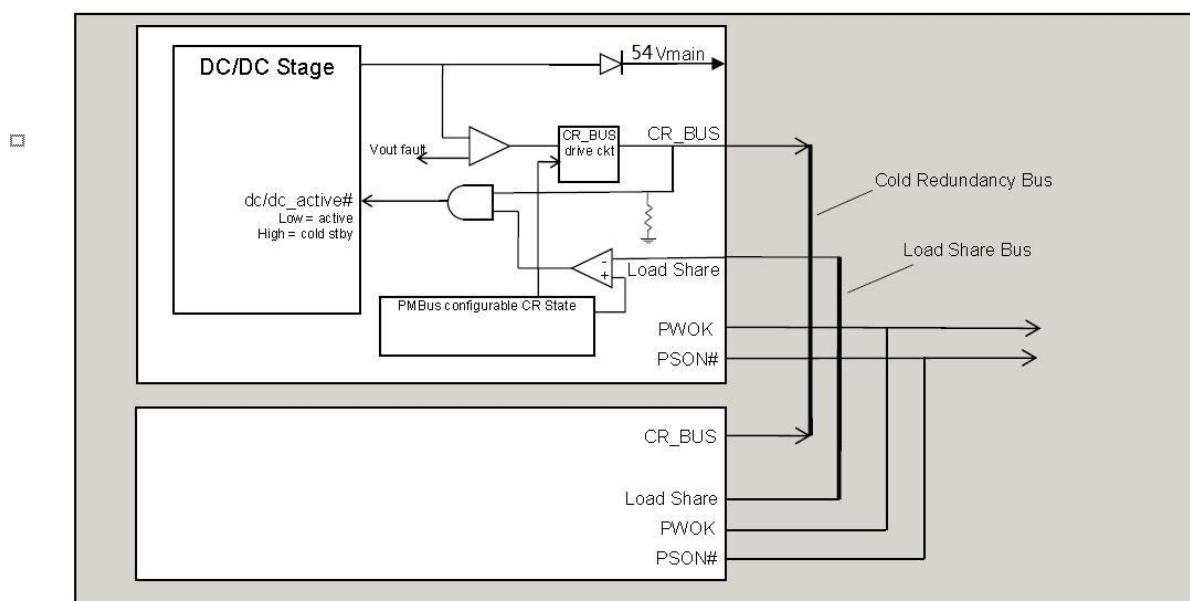 DC/DC Stage
54 Vmain
CR_BUS
drive ckt
CR_BUS
Vout fault
Cold Redundancy Bus
dc/dc_active#
Low = active
High = cold stby
Load Share Bus
Load Share
-
+
PMBus configurable CR State
PWOK
PSON#
CR_BUS
Load Share
PWOK
PSON#